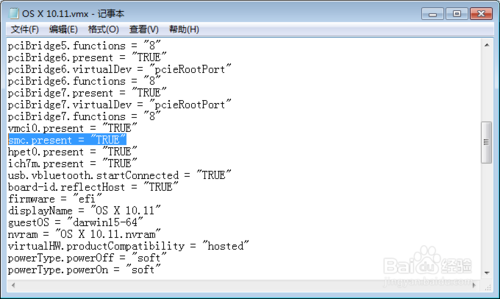 OS X 10.11.vmx - 记事本
文件(F) 编辑(E) 格式(O) 查看(V) 帮助(H)
pciBridge5.functions = "8"
pciBridge6.present = "TRUE"
pciBridge6.virtualDev = "pcieRootPort"
pciBridge6.functions = "8"
pciBridge7.present = "TRUE"
pciBridge7.virtualDev = "pcieRootPort"
pciBridge7.functions = "8"
vmci0.present = "TRUE"
smc.present = "TRUE"
hpet0.present = "TRUE"
ich7m.present = "TRUE"
usb.vbluetooth.startConnected = "TRUE"
board-id.reflectHost = "TRUE"
firmware = "efi"
displayName = "OS X 10.11"
guestOS = "darwin15-64"
nvram = "OS X 10.11.nvram"
virtualHW.productCompatibility = "hosted"
powerType.powerOff = "soft"
powerType.powerOn = "soft"
Baidu 经验
jingyan.baidu.com